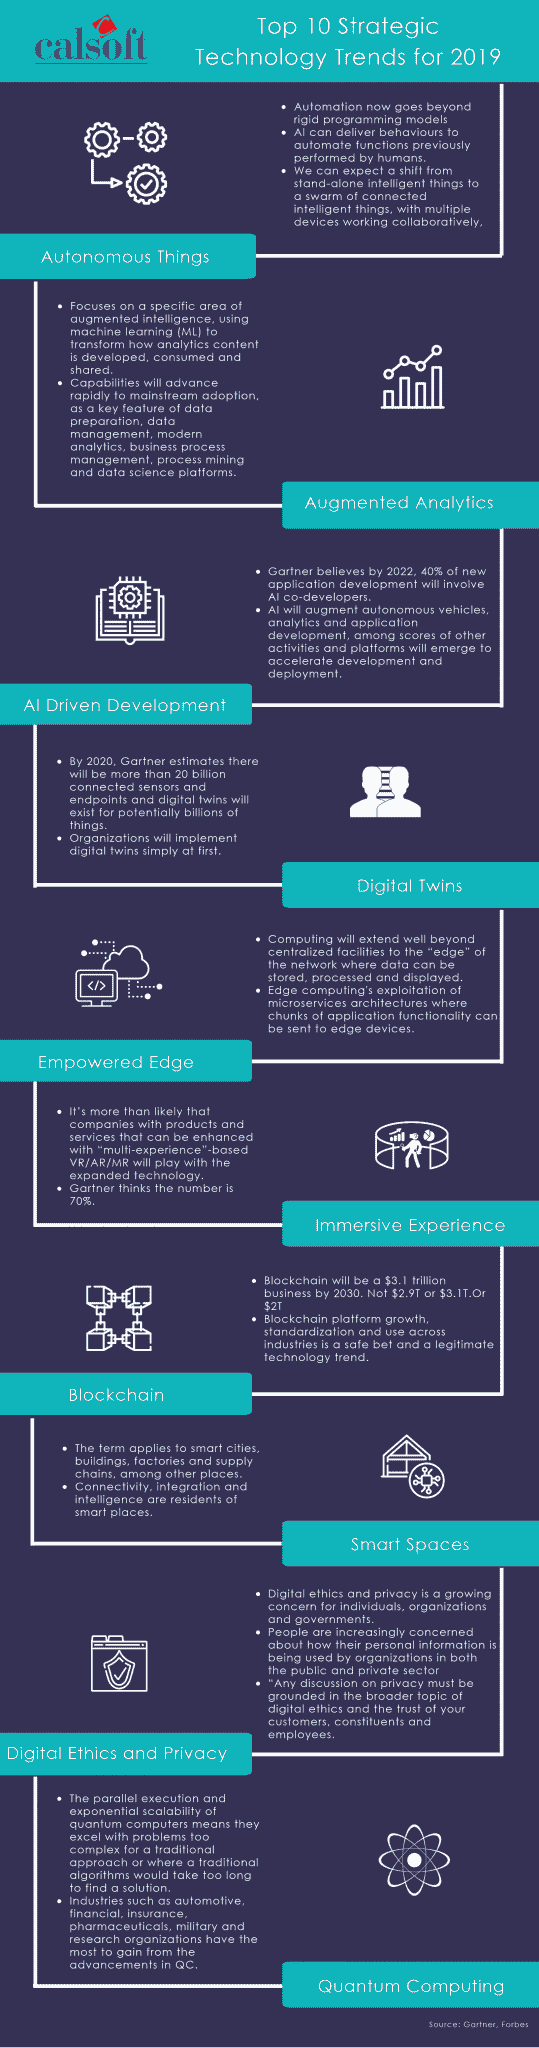 calsoft
Top 10 Strategic
Technology Trends for 2019
• Automation now goes beyond
rigid programming models
• AI can deliver behaviours to
automate functions previously
performed by humans.
• We can expect a shift from
stand-alone intelligent things to
a swarm of connected
intelligent things, with multiple
devices working collaboratively,
Autonomous Things
• Focuses on a specific area of
augmented intelligence, using
machine learning (ML) to
transform how analytics content
is developed, consumed and
shared.
• Capabilities will advance
rapidly to mainstream adoption,
as a key feature of data
preparation, data
management, modern
analytics, business process
management, process mining
and data science platforms.
Augmented Analytics
• Gartner believes by 2022, 40% of new
application development will involve
AI co-developers.
• AI will augment autonomous vehicles,
analytics and application
development, among scores of other
activities and platforms will emerge to
accelerate development and
deployment.
AI Driven Development
• By 2020, Gartner estimates there
will be more than 20 billion
connected sensors and
endpoints and digital twins will
exist for potentially billions of
things.
• Organizations will implement
digital twins simply at first.
Digital Twins
• Computing will extend well beyond
centralized facilities to the “edge” of
the network where data can be
stored, processed and displayed.
• Edge computing's exploitation of
microservices architectures where
chunks of application functionality can
be sent to edge devices.
</>
Empowered Edge
• It's more than likely that
companies with products and
services that can be enhanced
with “multi-experience”-based
VR/AR/MR will play with the
expanded technology.
• Gartner thinks the number is
70%.
Immersive Experience
• Blockchain will be a $3.1 trillion
business by 2030. Not $2.9T or $3.1T.Or
$2T
• Blockchain platform growth,
standardization and use across
industries is a safe bet and a legitimate
technology trend.
Blockchain
• The term applies to smart cities,
buildings, factories and supply
chains, among other places.
• Connectivity, integration and
intelligence are residents of
smart places.
Smart Spaces
• Digital ethics and privacy is a growing
concern for individuals, organizations
and governments.
• People are increasingly concerned
about how their personal information is
being used by organizations in both
the public and private sector
• "Any discussion on privacy must be
grounded in the broader topic of
digital ethics and the trust of your
customers, constituents and
employees.
Digital Ethics and Privacy
• The parallel execution and
exponential scalability of
quantum computers means they
excel with problems too
complex for a traditional
approach or where a traditional
algorithms would take too long
to find a solution.
• Industries such as automotive,
financial, insurance,
pharmaceuticals, military and
research organizations have the
most to gain from the
advancements in QC.
Quantum Computing
Source: Gartner, Forbes